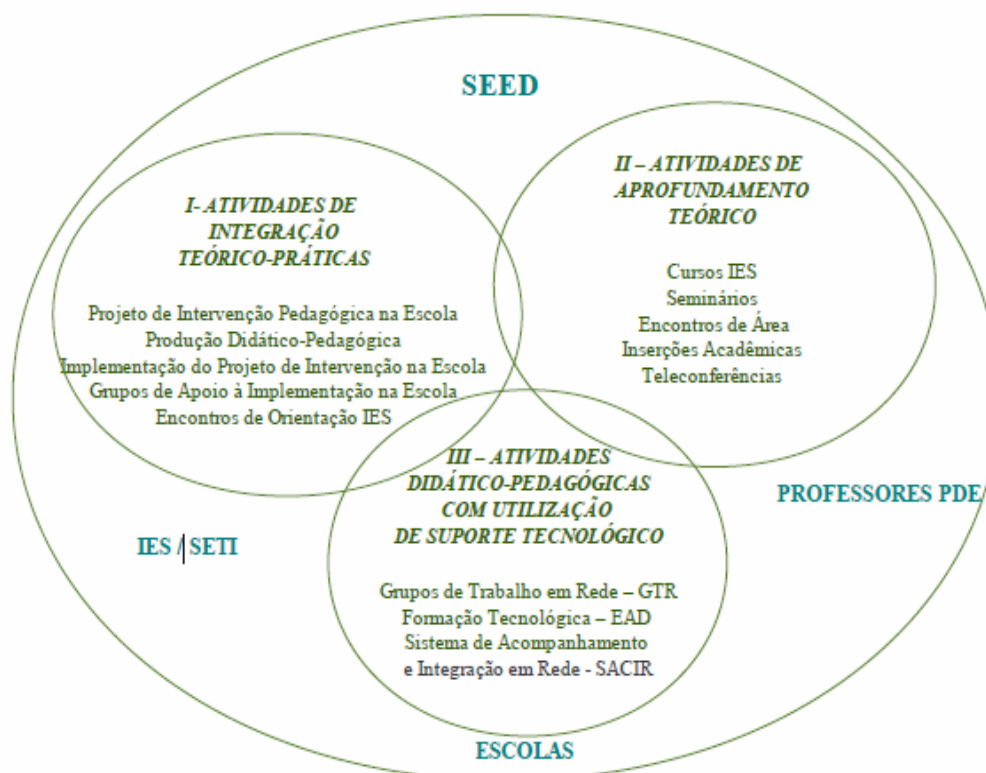 SEED
I- ATIVIDADES DE
INTEGRAÇÃO
TEÓRICO-PRÁTICAS
Projeto de Intervenção Pedagógica na Escola
Produção Didático-Pedagógica
Implementação do Projeto de Intervenção na Escola
Grupos de Apoio à Implementação na Escola
Encontros de Orientação IES
II – ATIVIDADES DE
APROFUNDAMENTO
TEÓRICO
Cursos IES
Seminários
Encontros de Área
Inserções Acadêmicas
Teleconferências
III – ATIVIDADES
DIDÁTICO-PEDAGÓGICAS
COM UTILIZAÇÃO
DE SUPORTE TECNOLÓGICO
Grupos de Trabalho em Rede – GTR
Formação Tecnológica – EAD
Sistema de Acompanhamento
e Integração em Rede - SACIR
PROFESSORES PDE/
IES / SETI
ESCOLAS